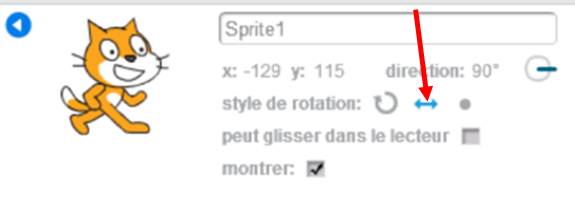 Sprite1
x: -129 y: 115 direction: 90°
style de rotation:
peut glisser dans le lecteur
montrer: